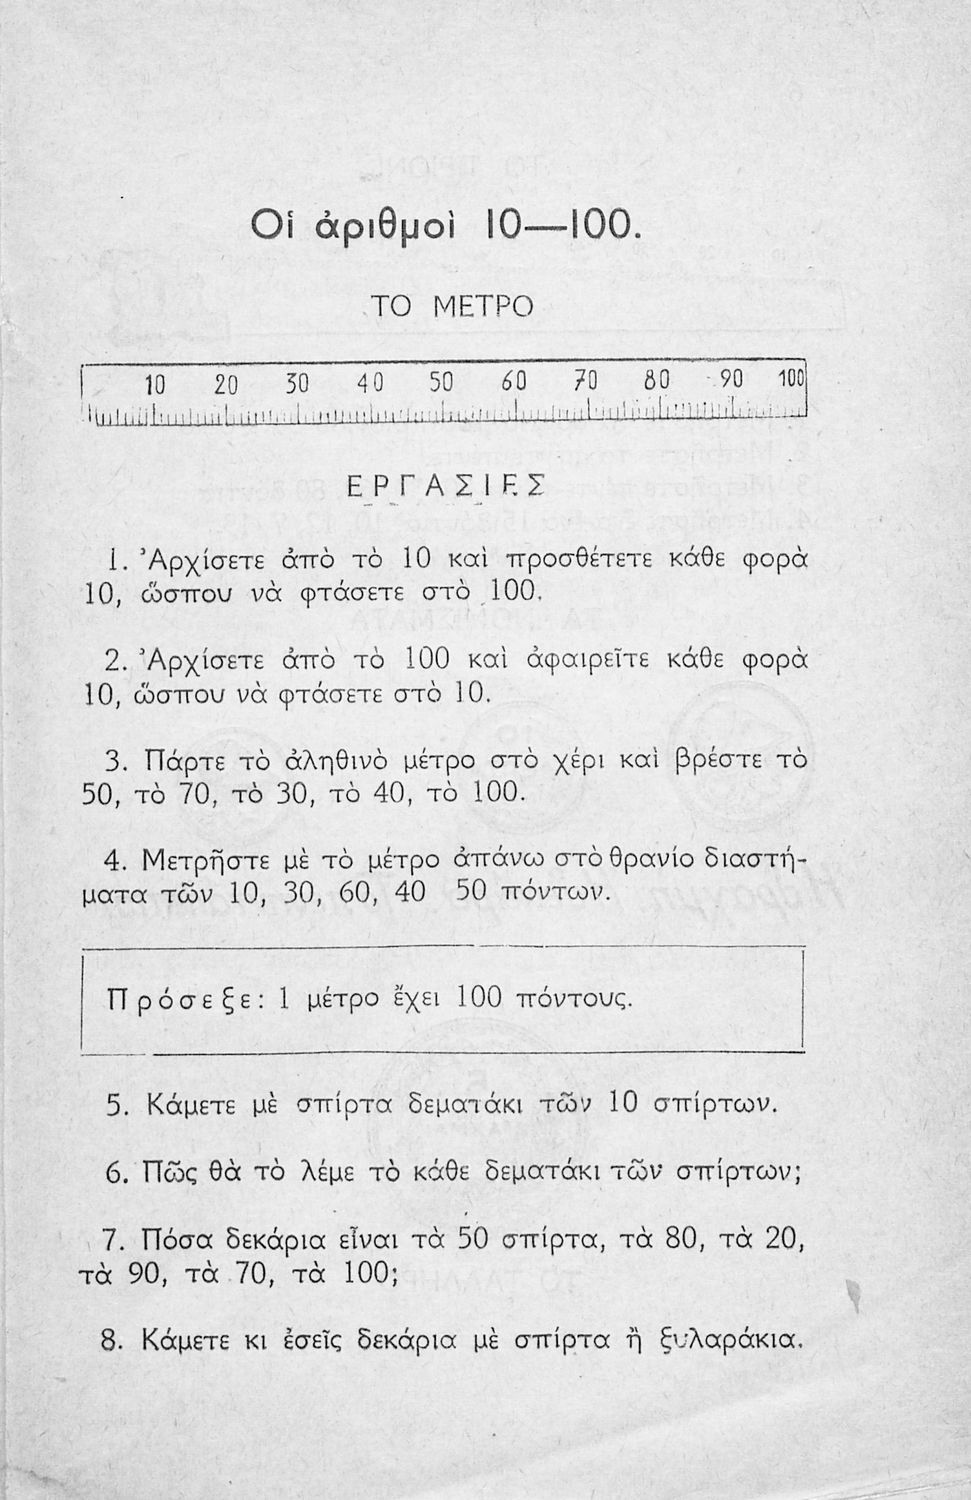 Οἱ ἀριθμοὶ 10—100.
ΤΟ ΜΕΤΡΟ
10 20 30 40 50 60 70 80 90 100
ΕΡΓΑΣΙΕΣ
1. Ἀρχίσετε ἀπὸ τὸ 10 καὶ προσθέτετε κάθε φορὰ
10, ὥσπου νὰ φτάσετε στὸ 100.
2. Ἀρχίσετε ἀπὸ τὸ 100 καὶ ἀφαιρεῖτε κάθε φορὰ
10, ὥσπου νὰ φτάσετε στὸ 10.
3. Πάρτε τὸ ἀληθινὸ μέτρο στὸ χέρι καὶ βρέστε τὸ
50, τὸ 70, τὸ 30, τὸ 40, τὸ 100.
4. Μετρῆστε μὲ τὸ μέτρο ἀπάνω στὸ θρανίο διαστή-
ματα τῶν 10, 30, 60, 40 50 πόντων.
Πρόσεξε: 1 μέτρο ἔχει 100 πόντους.
5. Κάμετε μὲ σπίρτα δεματάκι τῶν 10 σπίρτων.
6. Πῶς θὰ τὸ λέμε τὸ κάθε δεματάκι τῶν σπίρτων;
7. Πόσα δεκάρια εἶναι τὰ 50 σπίρτα, τὰ 80, τὰ 20,
τὰ 90, τὰ 70, τὰ 100;
8. Κάμετε κι ἐσεῖς δεκάρια μὲ σπίρτα ἢ ξυλαράκια.